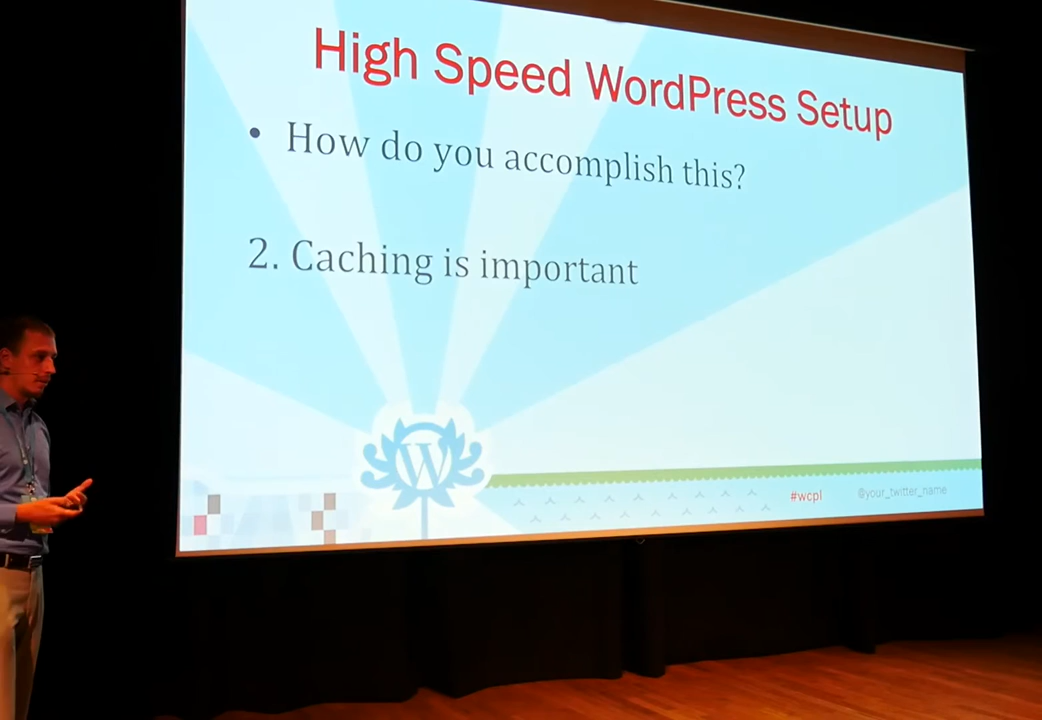 High Speed WordPress Setup
• How do you accomplish this?
2. Caching is important
W
#wcpl @your_twitter_name